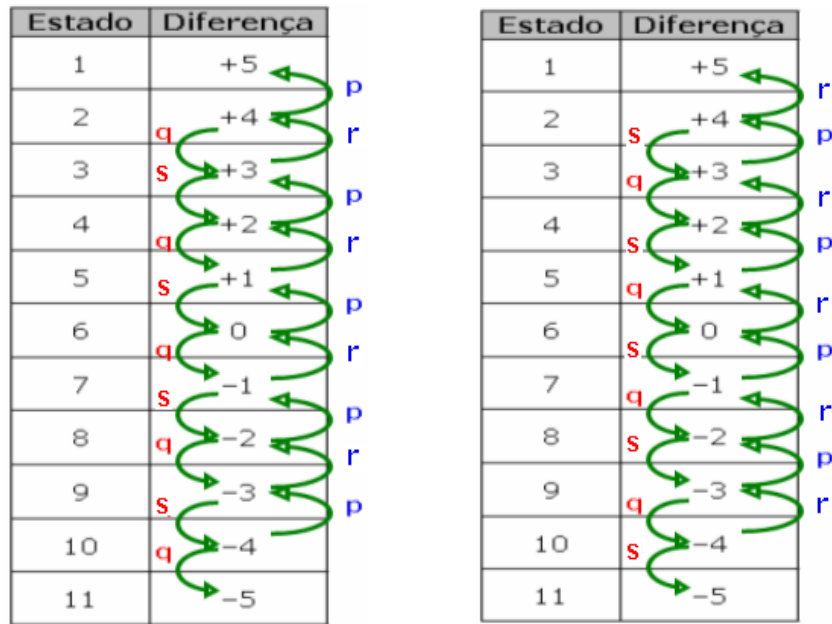 Estado Diferença
1 +5
p
2 +4
q r
3 +3
s p
4 +2
q r
5 +1
s p
6 0
q r
7 −1
s p
8 −2
q r
9 −3
s p
10 −4
q
11 −5
Estado Diferença
1 +5
r
2 +4
s p
3 +3
q r
4 +2
s p
5 +1
q r
6 0
s p
7 −1
q r
8 −2
s p
9 −3
q r
10 −4
s
11 −5